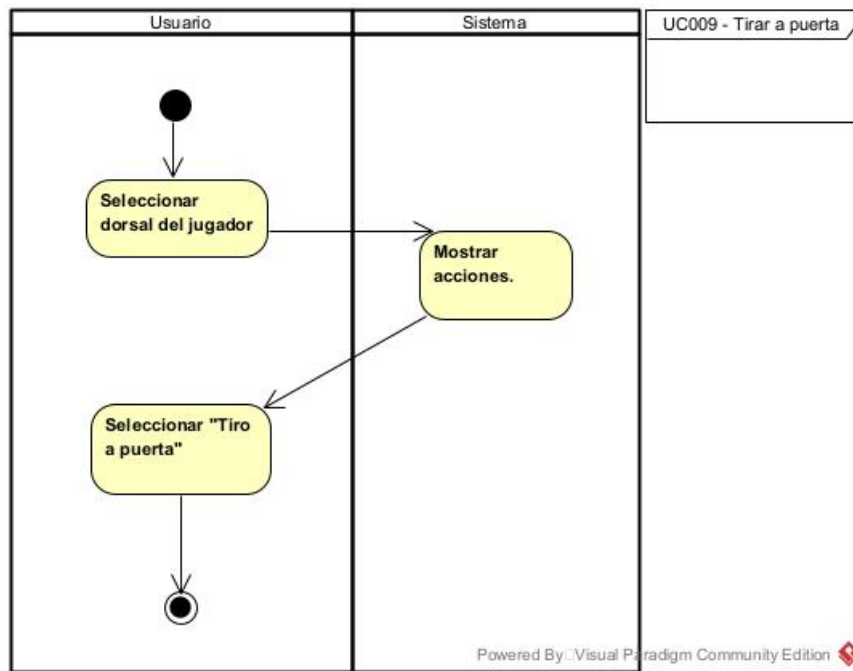 Usuario
Sistema
UC009 - Tirar a puerta
Seleccionar
dorsal del jugador
Mostrar
acciones.
Seleccionar "Tiro
a puerta"
Powered By Visual Paradigm Community Edition